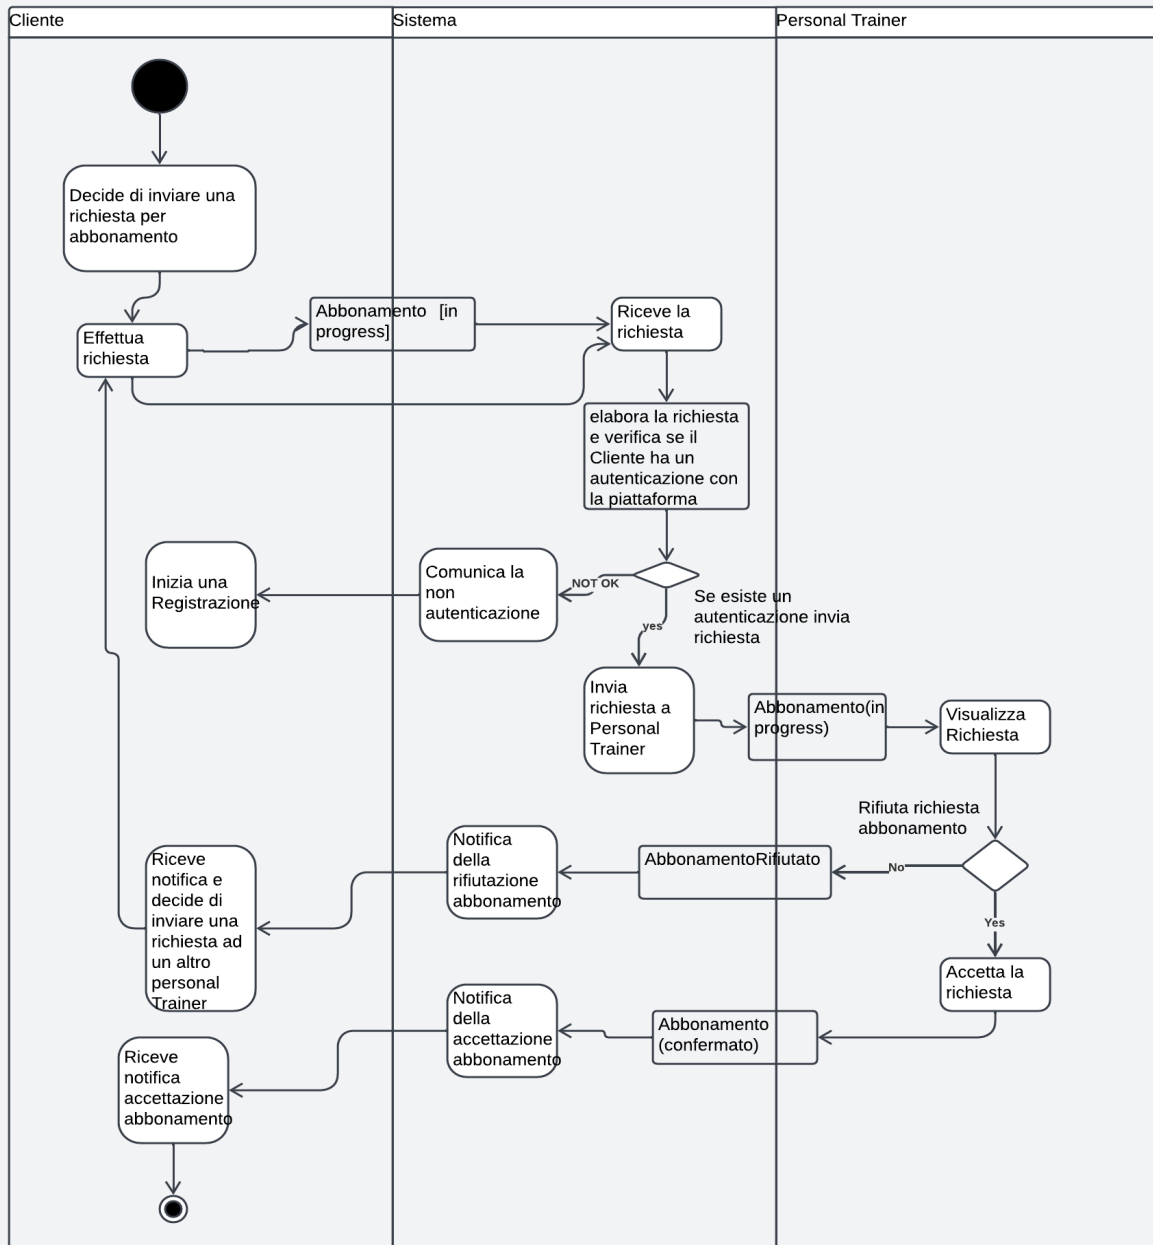 Cliente
Sistema
Personal Trainer
Decide di inviare una
richiesta per
abbonamento
Effettua
richiesta
Abbonamento [in
progress]
Riceve la
richiesta
elabora la richiesta
e verifica se il
Cliente ha un
autenticazione con
la piattaforma
Inizia una
Registrazione
Comunica la
non
autenticazione
NOT OK
Se esiste un
autenticazione invia
richiesta
yes
Invia
richiesta a
Personal
Trainer
Abbonamento(in
progress)
Visualizza
Richiesta
Rifiuta richiesta
abbonamento
Riceve
notifica e
decide di
inviare una
richiesta ad
un altro
personal
Trainer
Notifica
della
rifiutazione
abbonamento
AbbonamentoRifiutato
No
Yes
Accetta la
richiesta
Notifica
della
accettazione
abbonamento
Abbonamento
(confermato)
Riceve
notifica
accettazione
abbonamento